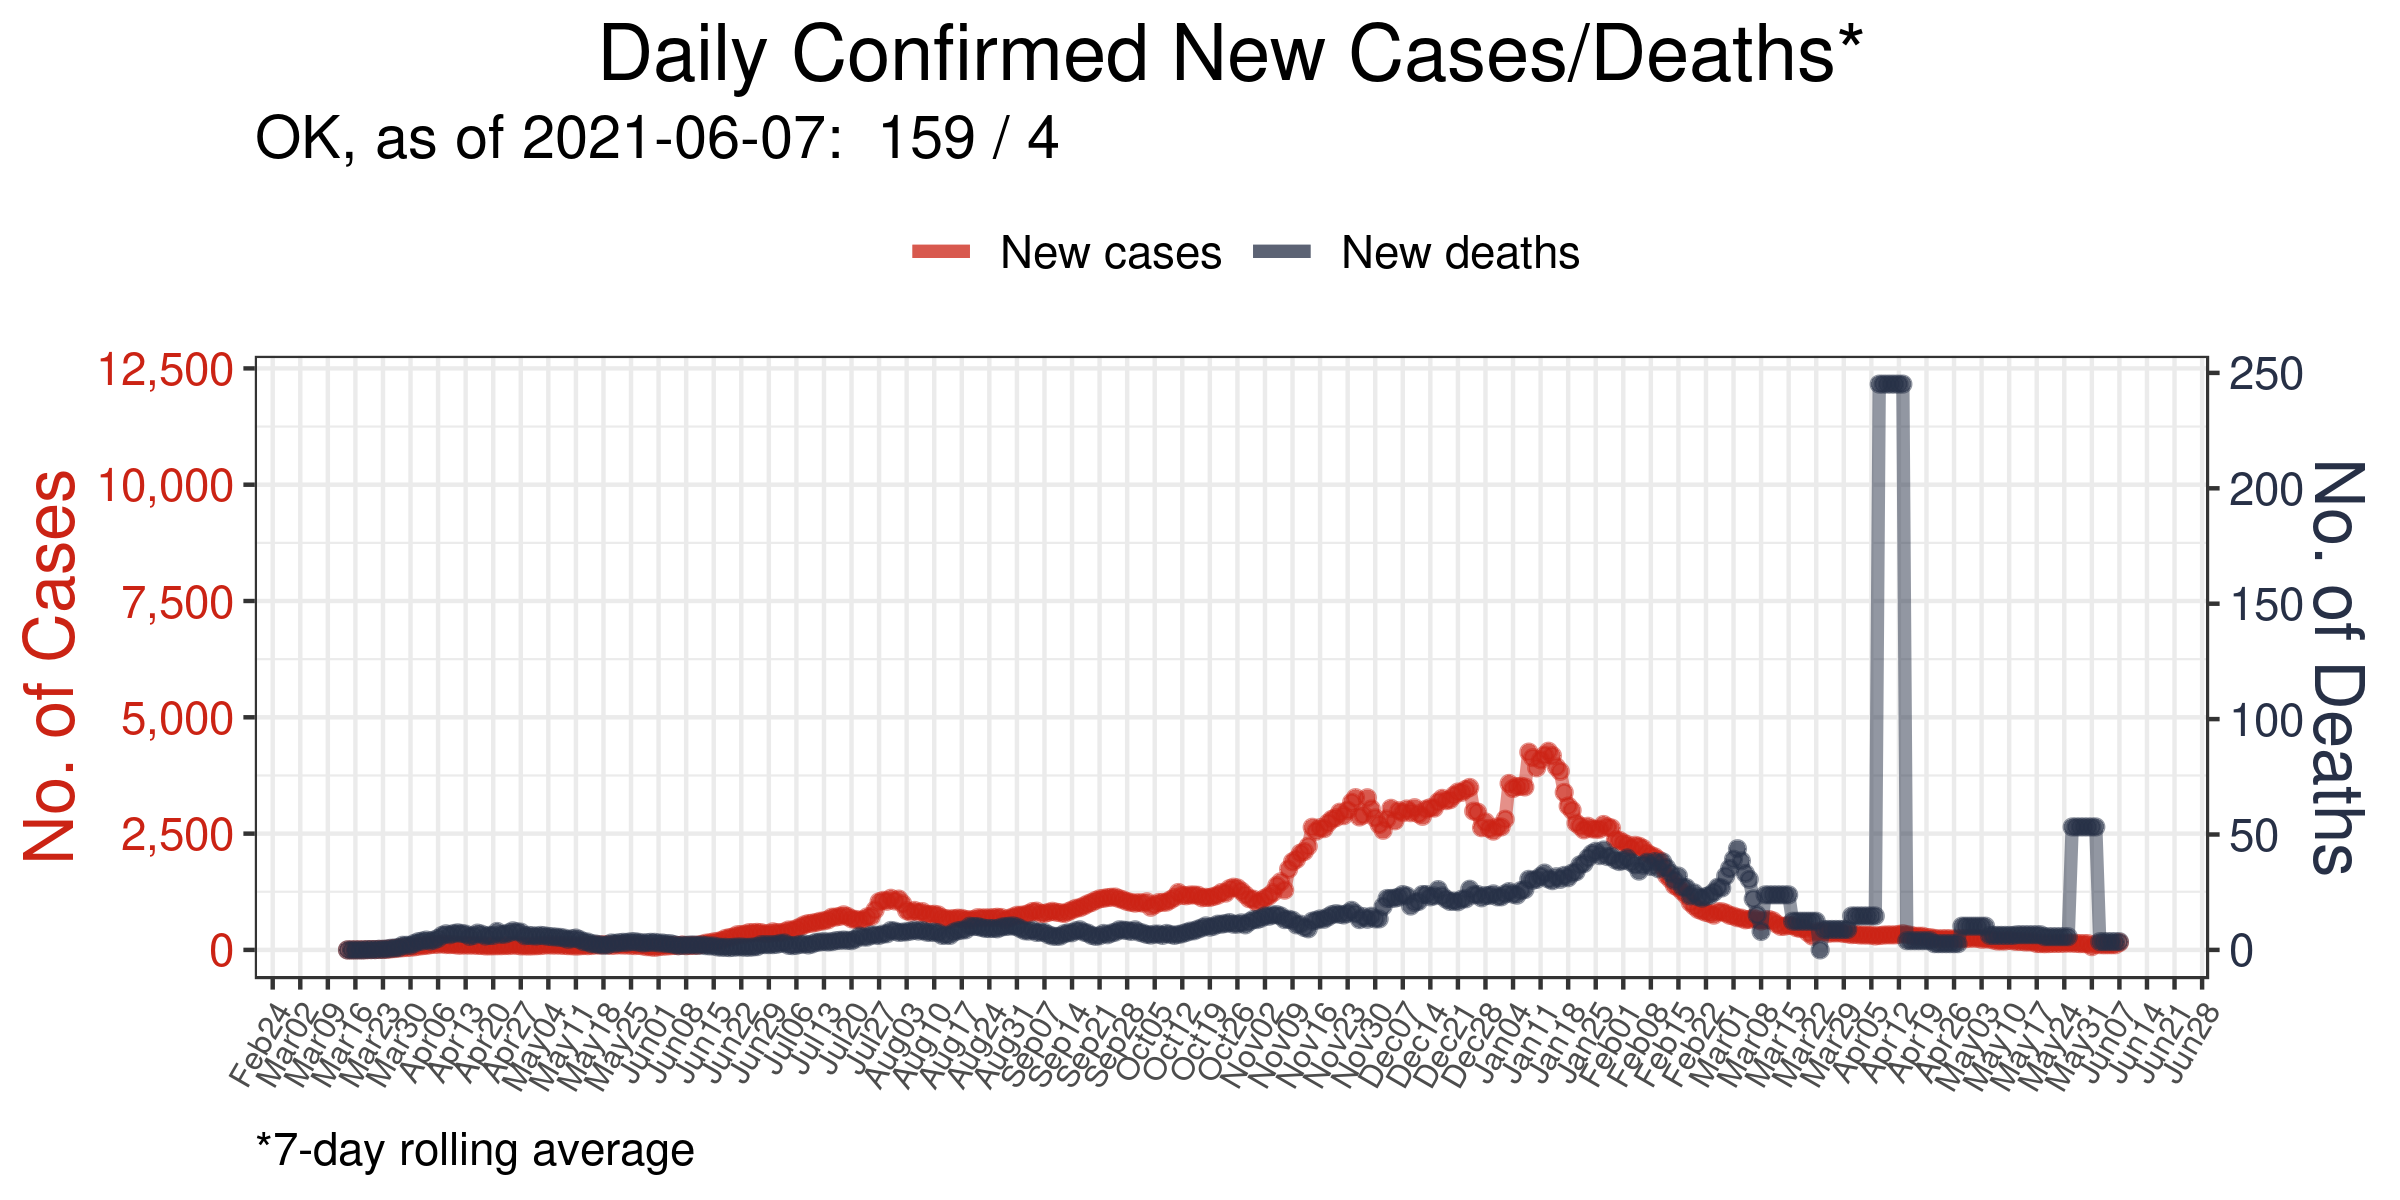 Daily Confirmed New Cases/Deaths*
OK, as of 2021-06-07:  159 / 4
New cases New deaths
No. of Cases
12,500
10,000
7,500
5,000
2,500
0
250
200
150
100
50
0
No. of Deaths
Feb24 Mar02 Mar09 Mar16 Mar23 Mar30 Apr06 Apr13 Apr20 Apr27 May04 May11 May18 May25 Jun01 Jun08 Jun15 Jun22 Jun29 Jul06 Jul13 Jul20 Jul27 Aug03 Aug10 Aug17 Aug24 Aug31 Sep07 Sep14 Sep21 Sep28 Oct05 Oct12 Oct19 Oct26 Nov02 Nov09 Nov16 Nov23 Nov30 Dec07 Dec14 Dec21 Dec28 Jan04 Jan11 Jan18 Jan25 Feb01 Feb08 Feb15 Feb22 Mar01 Mar08 Mar15 Mar22 Mar29 Apr05 Apr12 Apr19 Apr26 May03 May10 May17 May24 May31 Jun07 Jun14 Jun21 Jun28
*7-day rolling average